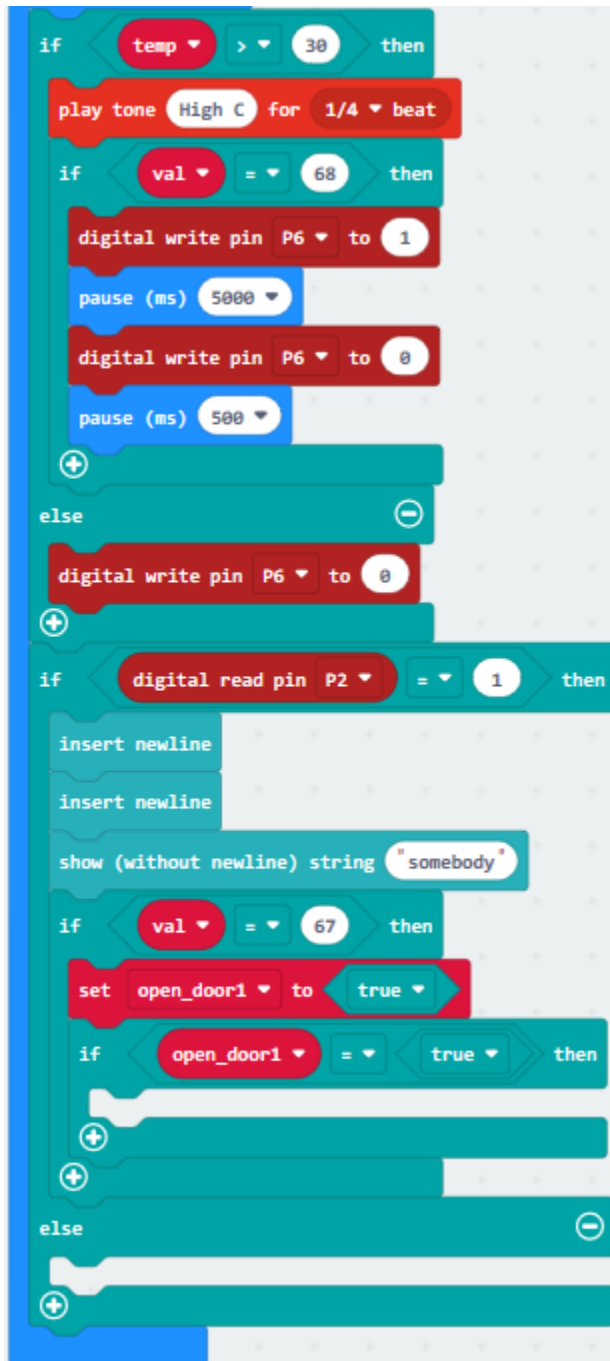 if temp > 30 then
play tone High C for 1/4 beat
if val = 68 then
digital write pin P6 to 1
pause (ms) 5000
digital write pin P6 to 0
pause (ms) 500
else
digital write pin P6 to 0
if digital read pin P2 = 1 then
insert newline
insert newline
show (without newline) string "somebody"
if val = 67 then
set open_door1 to true
if open_door1 = true then
else